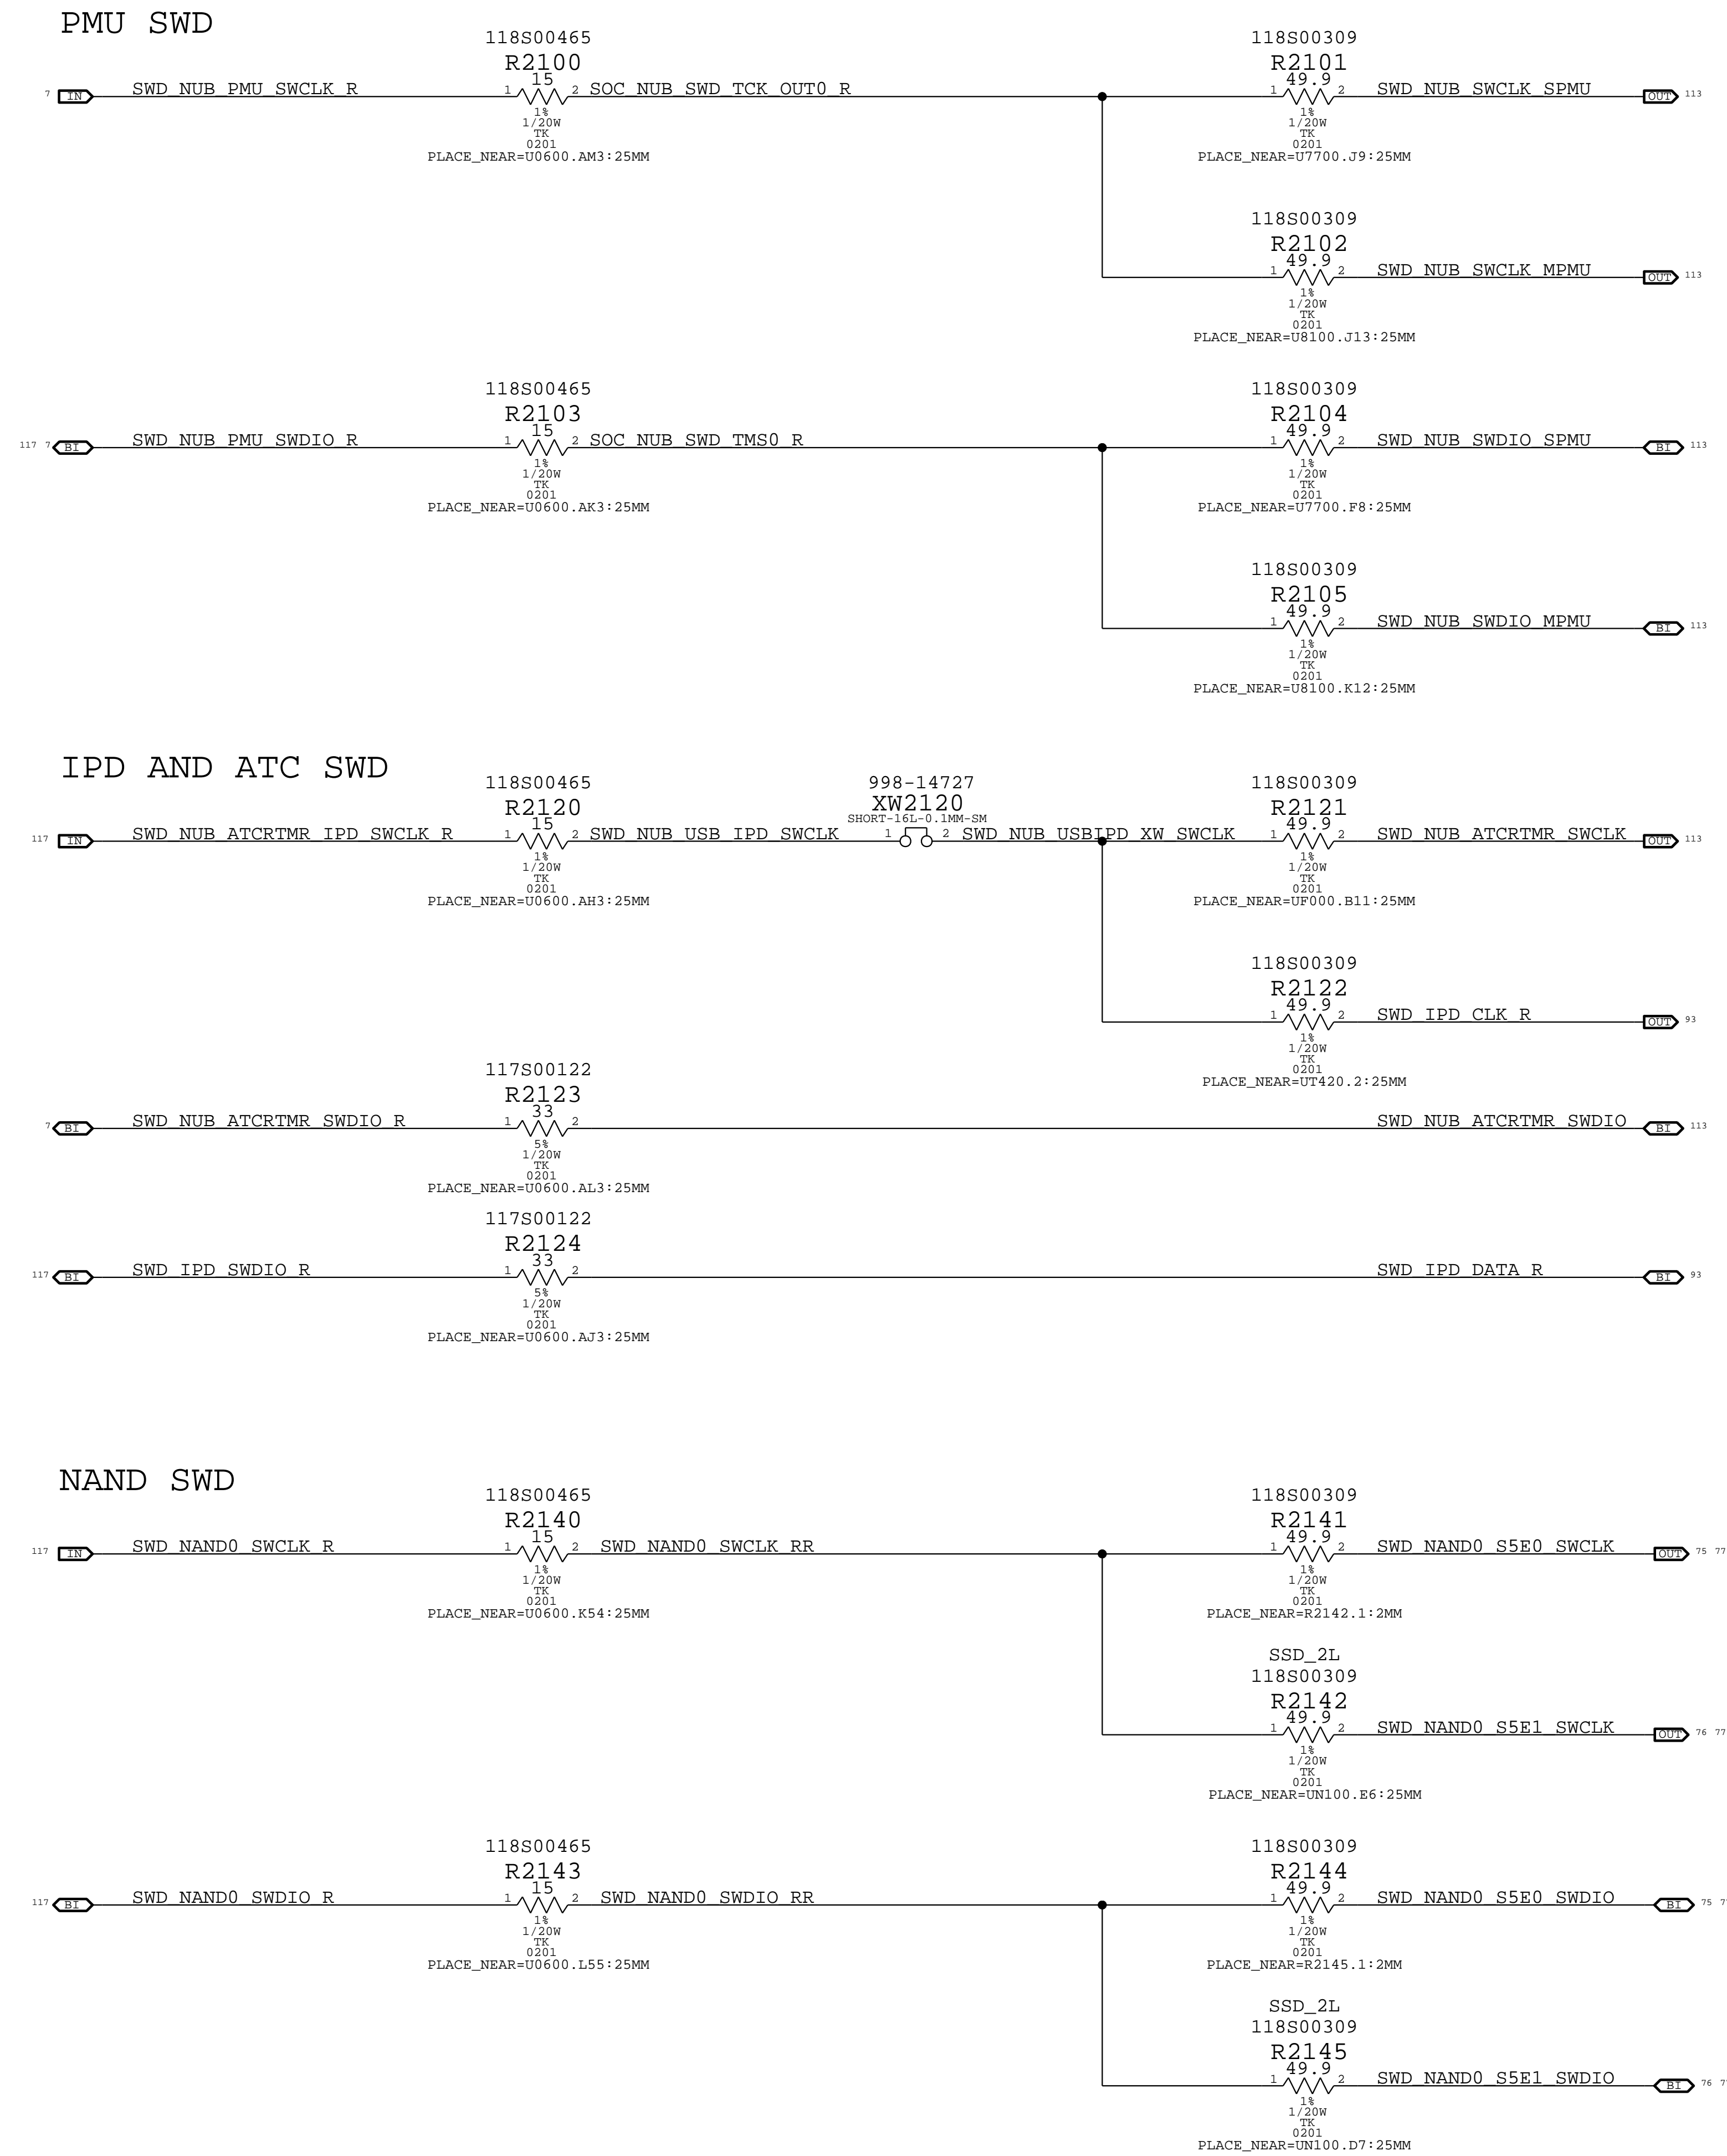 PMU SWD
118S00465
R2100
15
7 IN SWD_NUB_PMU_SWCLK_R 1 2 SOC_NUB_SWD_TCK_OUT0_R
1%
1/20W
TK
0201
PLACE_NEAR=U0600.AM3:25MM
118S00309
R2101
49.9
1 2 SWD_NUB_SWCLK_SPMU OUT 113
1%
1/20W
TK
0201
PLACE_NEAR=U7700.J9:25MM
118S00309
R2102
49.9
1 2 SWD_NUB_SWCLK_MPMU OUT 113
1%
1/20W
TK
0201
PLACE_NEAR=U8100.J13:25MM
118S00465
R2103
15
117 7 BI SWD_NUB_PMU_SWDIO_R 1 2 SOC_NUB_SWD_TMS0_R
1%
1/20W
TK
0201
PLACE_NEAR=U0600.AK3:25MM
118S00309
R2104
49.9
1 2 SWD_NUB_SWDIO_SPMU BI 113
1%
1/20W
TK
0201
PLACE_NEAR=U7700.F8:25MM
118S00309
R2105
49.9
1 2 SWD_NUB_SWDIO_MPMU BI 113
1%
1/20W
TK
0201
PLACE_NEAR=U8100.K12:25MM
IPD AND ATC SWD
118S00465
R2120
15
117 IN SWD_NUB_ATCRTMR_IPD_SWCLK_R 1 2 SWD_NUB_USB_IPD_SWCLK
1%
1/20W
TK
0201
PLACE_NEAR=U0600.AH3:25MM
998-14727
XW2120
SHORT-16L-0.1MM-SM
1 2 SWD_NUB_USBIPD_XW_SWCLK
118S00309
R2121
49.9
1 2 SWD_NUB_ATCRTMR_SWCLK OUT 113
1%
1/20W
TK
0201
PLACE_NEAR=UF000.B11:25MM
118S00309
R2122
49.9
1 2 SWD_IPD_CLK_R OUT 93
1%
1/20W
TK
0201
PLACE_NEAR=UT420.2:25MM
117S00122
R2123
33
7 BI SWD_NUB_ATCRTMR_SWDIO_R 1 2 SWD_NUB_ATCRTMR_SWDIO BI 113
5%
1/20W
TK
0201
PLACE_NEAR=U0600.AL3:25MM
117S00122
R2124
33
117 BI SWD_IPD_SWDIO_R 1 2 SWD_IPD_DATA_R BI 93
5%
1/20W
TK
0201
PLACE_NEAR=U0600.AJ3:25MM
NAND SWD
118S00465
R2140
15
117 IN SWD_NAND0_SWCLK_R 1 2 SWD_NAND0_SWCLK_RR
1%
1/20W
TK
0201
PLACE_NEAR=U0600.K54:25MM
118S00309
R2141
49.9
1 2 SWD_NAND0_S5E0_SWCLK OUT 75 77
1%
1/20W
TK
0201
PLACE_NEAR=R2142.1:2MM
SSD_2L
118S00309
R2142
49.9
1 2 SWD_NAND0_S5E1_SWCLK OUT 76 77
1%
1/20W
TK
0201
PLACE_NEAR=UN100.E6:25MM
118S00465
R2143
15
117 BI SWD_NAND0_SWDIO_R 1 2 SWD_NAND0_SWDIO_RR
1%
1/20W
TK
0201
PLACE_NEAR=U0600.L55:25MM
118S00309
R2144
49.9
1 2 SWD_NAND0_S5E0_SWDIO BI 75
1%
1/20W
TK
0201
PLACE_NEAR=R2145.1:2MM
SSD_2L
118S00309
R2145
49.9
1 2 SWD_NAND0_S5E1_SWDIO BI 76
1%
1/20W
TK
0201
PLACE_NEAR=UN100.D7:25MM